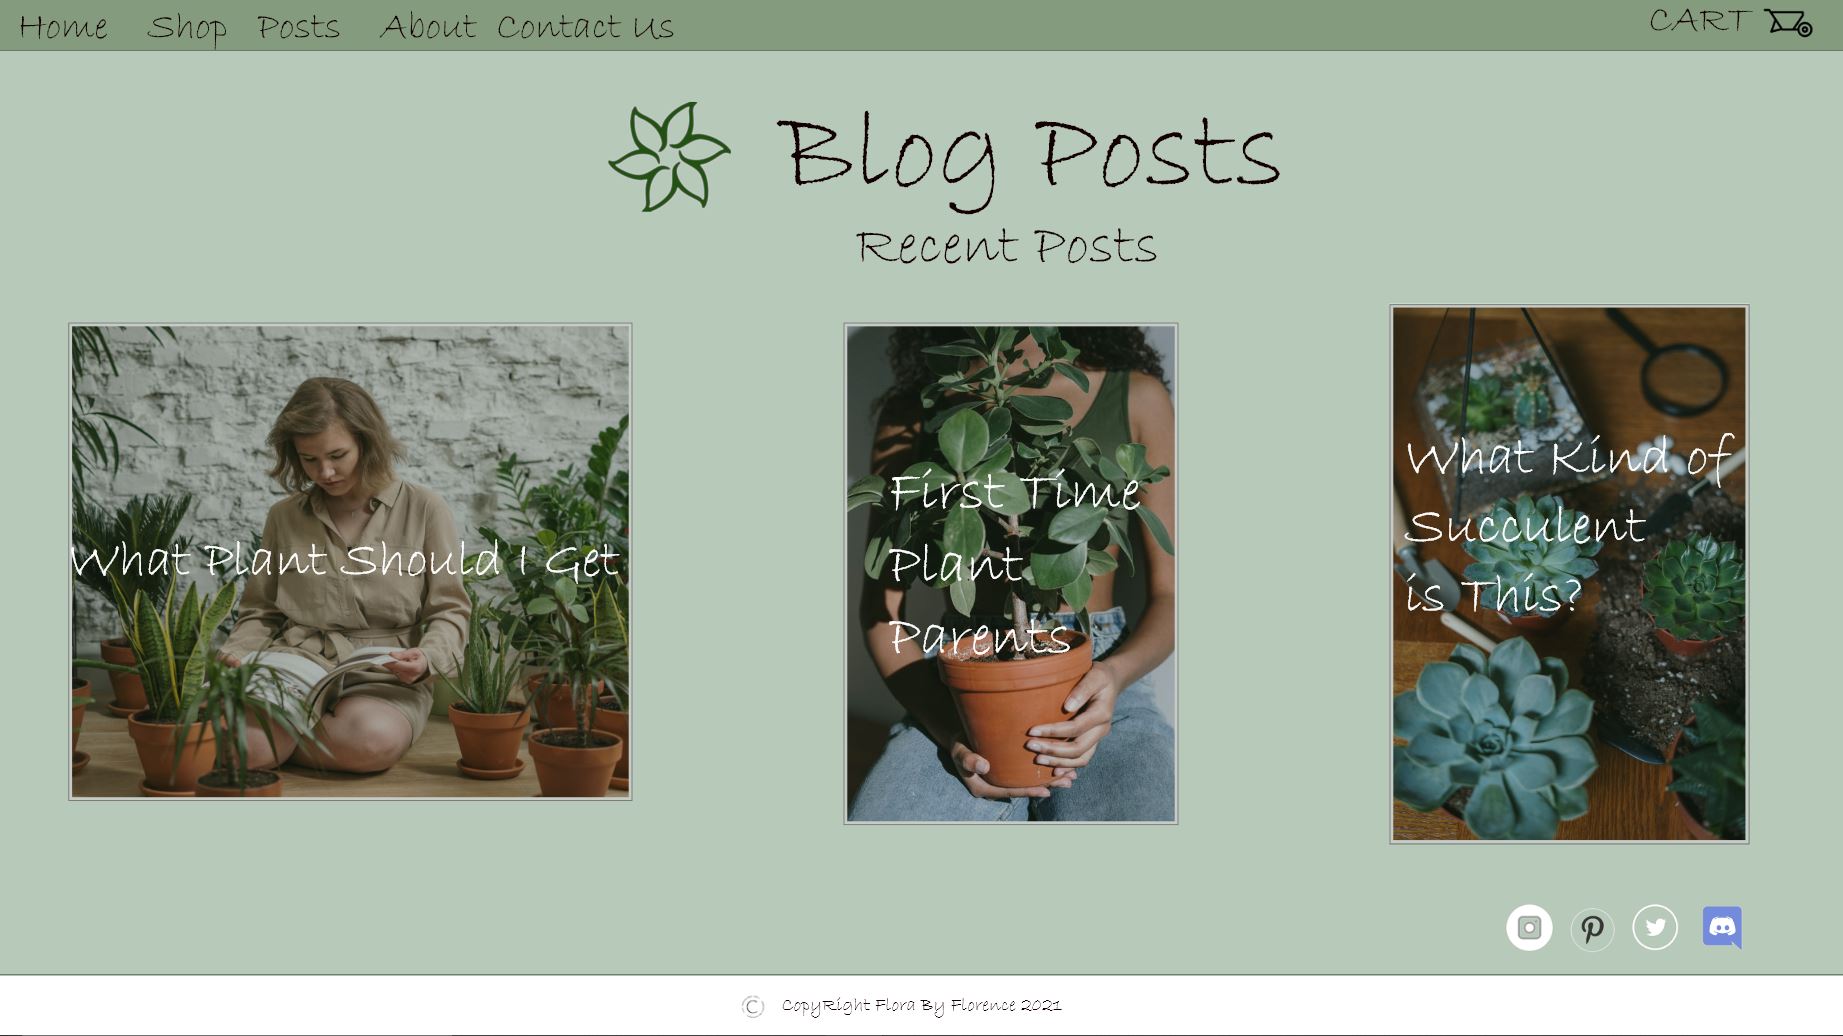 Home Shop Posts About Contact Us CART
Blog Posts
Recent Posts
What Plant Should I Get
First Time
Plant
Parents
What Kind of
Succulent
is This?
© CopyRight Flora By Florence 2021